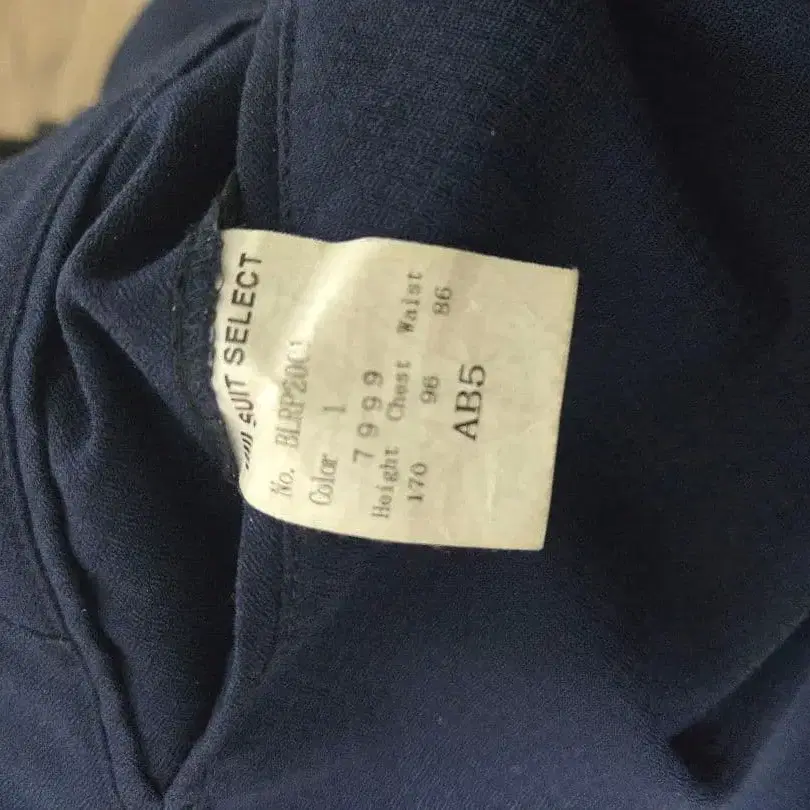 SUIT SELECT
No. BLRP20C1
Color 1
7999
Height Chest Waist
170 96 86
AB5